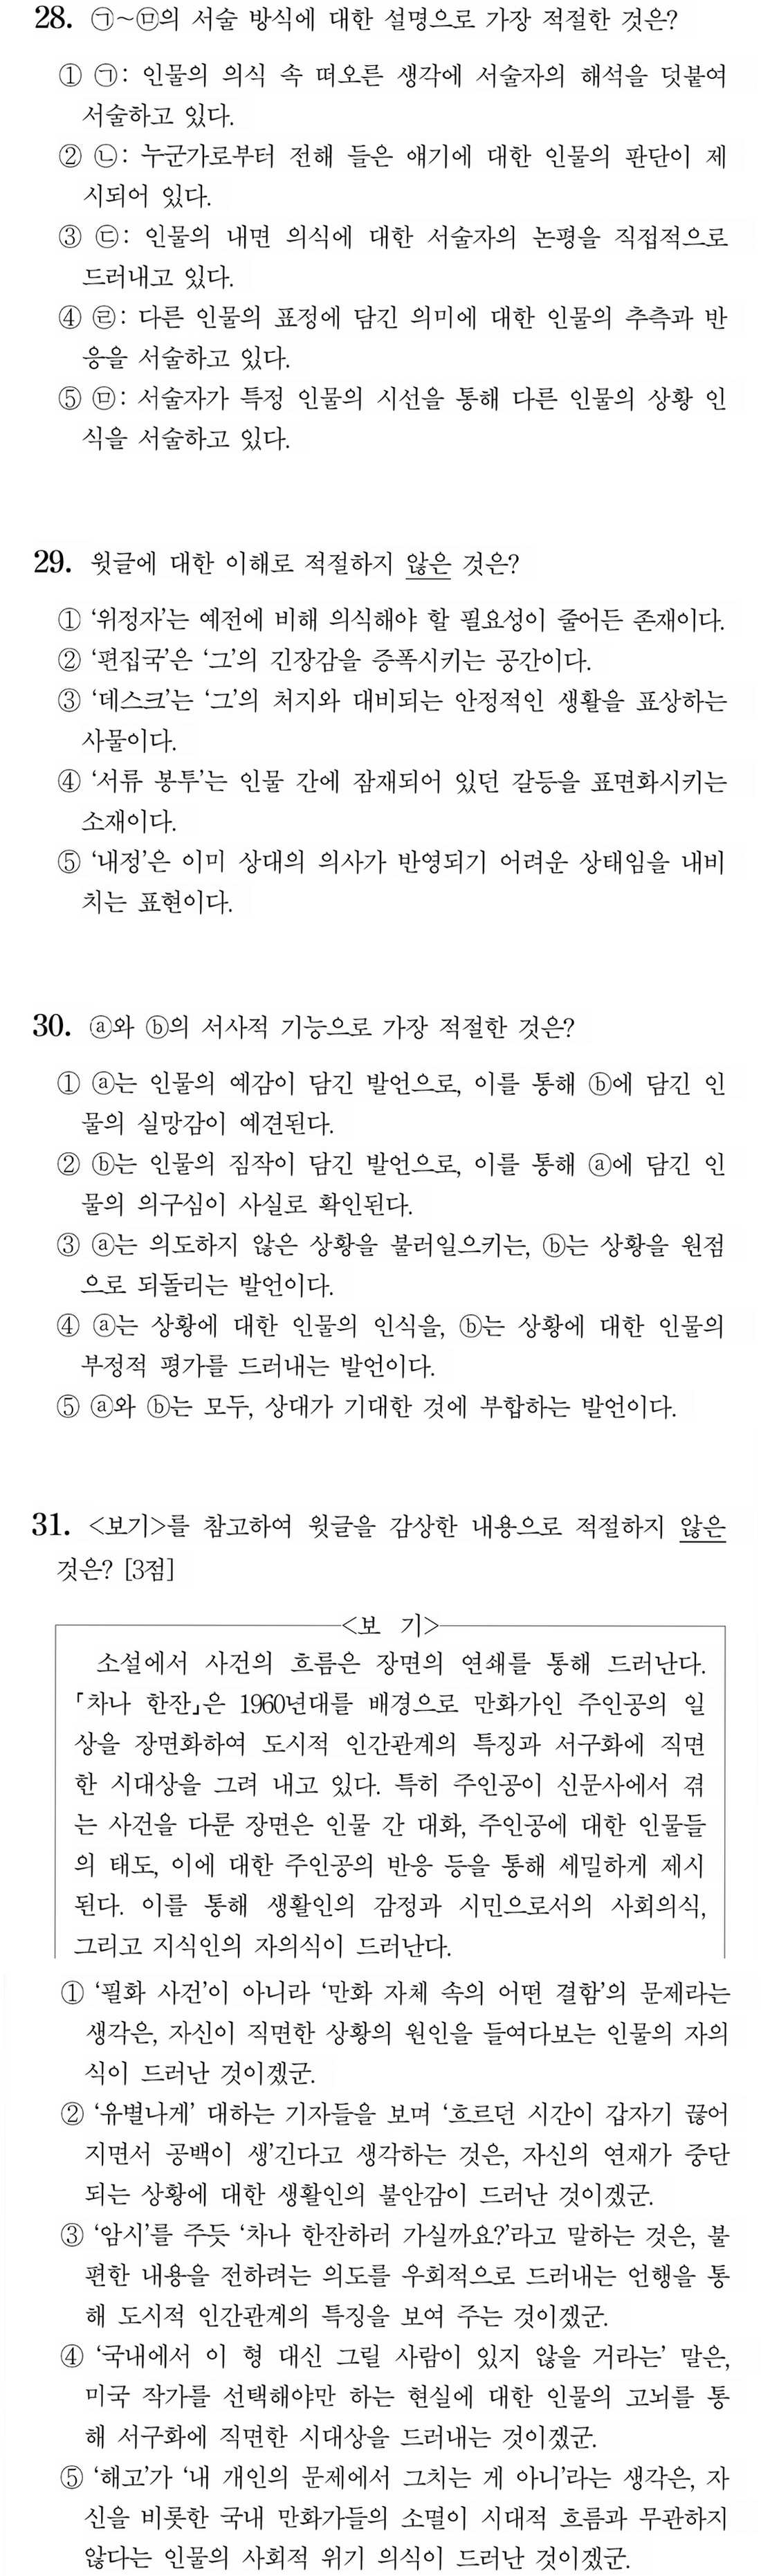 28. ㉠~㉤의 서술 방식에 대한 설명으로 가장 적절한 것은?
① ㉠: 인물의 의식 속 떠오른 생각에 서술자의 해석을 덧붙여
서술하고 있다.
② ㉡: 누군가로부터 전해 들은 얘기에 대한 인물의 판단이 제
시되어 있다.
③ ㉢: 인물의 내면 의식에 대한 서술자의 논평을 직접적으로
드러내고 있다.
④ ㉣: 다른 인물의 표정에 담긴 의미에 대한 인물의 추측과 반
응을 서술하고 있다.
⑤ ㉤: 서술자가 특정 인물의 시선을 통해 다른 인물의 상황 인
식을 서술하고 있다.
29. 윗글에 대한 이해로 적절하지 않은 것은?
① ‘위정자’는 예전에 비해 의식해야 할 필요성이 줄어든 존재이다.
② ‘편집국’은 ‘그’의 긴장감을 증폭시키는 공간이다.
③ ‘데스크’는 ‘그’의 처지와 대비되는 안정적인 생활을 표상하는
사물이다.
④ ‘서류 봉투’는 인물 간에 잠재되어 있던 갈등을 표면화시키는
소재이다.
⑤ ‘내정’은 이미 상대의 의사가 반영되기 어려운 상태임을 내비
치는 표현이다.
30. ⓐ와 ⓑ의 서사적 기능으로 가장 적절한 것은?
① ⓐ는 인물의 예감이 담긴 발언으로, 이를 통해 ⓑ에 담긴 인
물의 실망감이 예견된다.
② ⓑ는 인물의 짐작이 담긴 발언으로, 이를 통해 ⓐ에 담긴 인
물의 의구심이 사실로 확인된다.
③ ⓐ는 의도하지 않은 상황을 불러일으키는, ⓑ는 상황을 원점
으로 되돌리는 발언이다.
④ ⓐ는 상황에 대한 인물의 인식을, ⓑ는 상황에 대한 인물의
부정적 평가를 드러내는 발언이다.
⑤ ⓐ와 ⓑ는 모두, 상대가 기대한 것에 부합하는 발언이다.
31. <보기>를 참고하여 윗글을 감상한 내용으로 적절하지 않은
것은? [3점]
<보 기>
소설에서 사건의 흐름은 장면의 연쇄를 통해 드러난다.
「차나 한잔」은 1960년대를 배경으로 만화가인 주인공의 일
상을 장면화하여 도시적 인간관계의 특징과 서구화에 직면
한 시대상을 그려 내고 있다. 특히 주인공이 신문사에서 겪
는 사건을 다룬 장면은 인물 간 대화, 주인공에 대한 인물들
의 태도, 이에 대한 주인공의 반응 등을 통해 세밀하게 제시
된다. 이를 통해 생활인의 감정과 시민으로서의 사회의식,
그리고 지식인의 자의식이 드러난다.
① ‘필화 사건’이 아니라 ‘만화 자체 속의 어떤 결함’의 문제라는
생각은, 자신이 직면한 상황의 원인을 들여다보는 인물의 자의
식이 드러난 것이겠군.
② ‘유별나게’ 대하는 기자들을 보며 ‘흐르던 시간이 갑자기 끊어
지면서 공백이 생’긴다고 생각하는 것은, 자신의 연재가 중단
되는 상황에 대한 생활인의 불안감이 드러난 것이겠군.
③ ‘암시’를 주듯 ‘차나 한잔하러 가실까요?’라고 말하는 것은, 불
편한 내용을 전하려는 의도를 우회적으로 드러내는 언행을 통
해 도시적 인간관계의 특징을 보여 주는 것이겠군.
④ ‘국내에서 이 형 대신 그릴 사람이 있지 않을 거라는’ 말은,
미국 작가를 선택해야만 하는 현실에 대한 인물의 고뇌를 통
해 서구화에 직면한 시대상을 드러내는 것이겠군.
⑤ ‘해고’가 ‘내 개인의 문제에서 그치는 게 아니’라는 생각은, 자
신을 비롯한 국내 만화가들의 소멸이 시대적 흐름과 무관하지
않다는 인물의 사회적 위기 의식이 드러난 것이겠군.